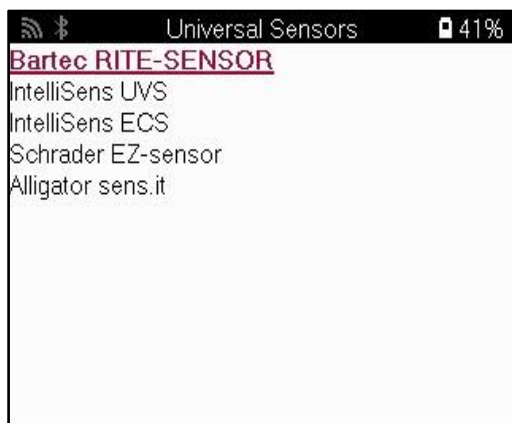 Universal Sensors 41%
Bartec RITE-SENSOR
IntelliSens UVS
IntelliSens ECS
Schrader EZ-sensor
Alligator sens.it